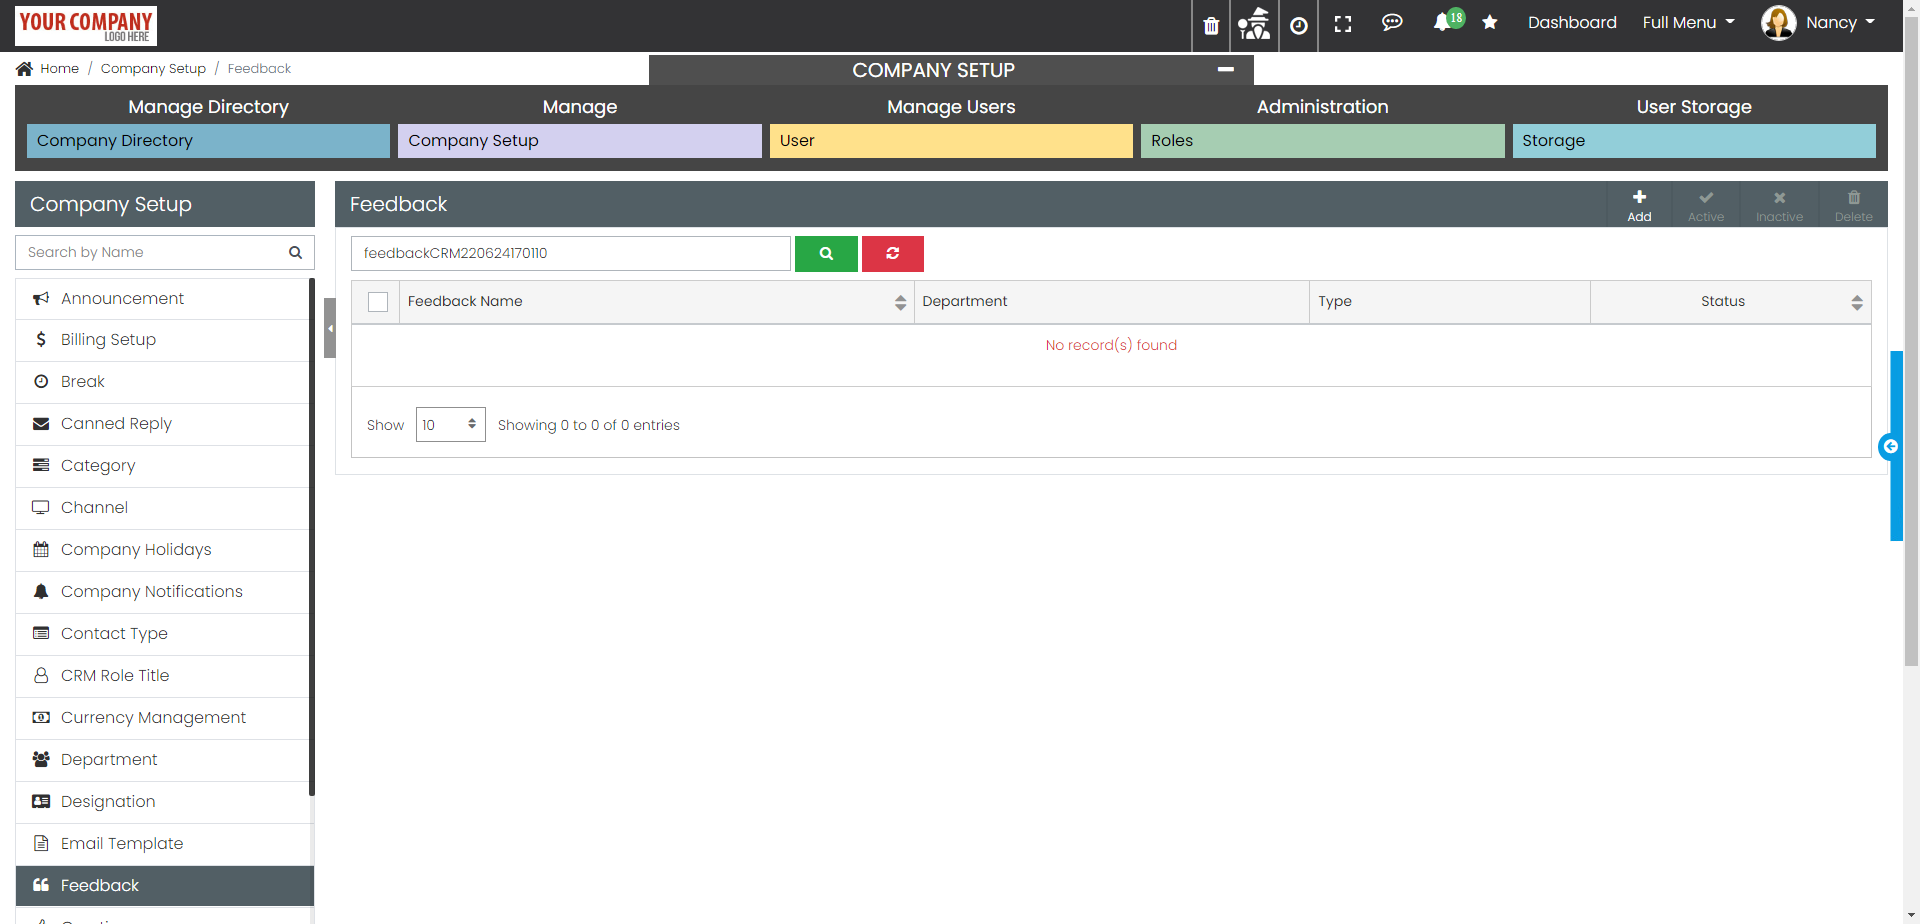 YOUR COMPANY
LOGO HERE
18
Dashboard
Full Menu
Nancy
Home / Company Setup / Feedback
COMPANY SETUP
Manage Directory
Manage
Manage Users
Administration
User Storage
Company Directory
Company Setup
User
Roles
Storage
Company Setup
Search by Name
Announcement
Billing Setup
Break
Canned Reply
Category
Channel
Company Holidays
Company Notifications
Contact Type
CRM Role Title
Currency Management
Department
Designation
Email Template
Feedback
Feedback
Add
Active
Inactive
Delete
feedbackCRM220624170110
Feedback Name
Department
Type
Status
No record(s) found
Show 10 Showing 0 to 0 of 0 entries